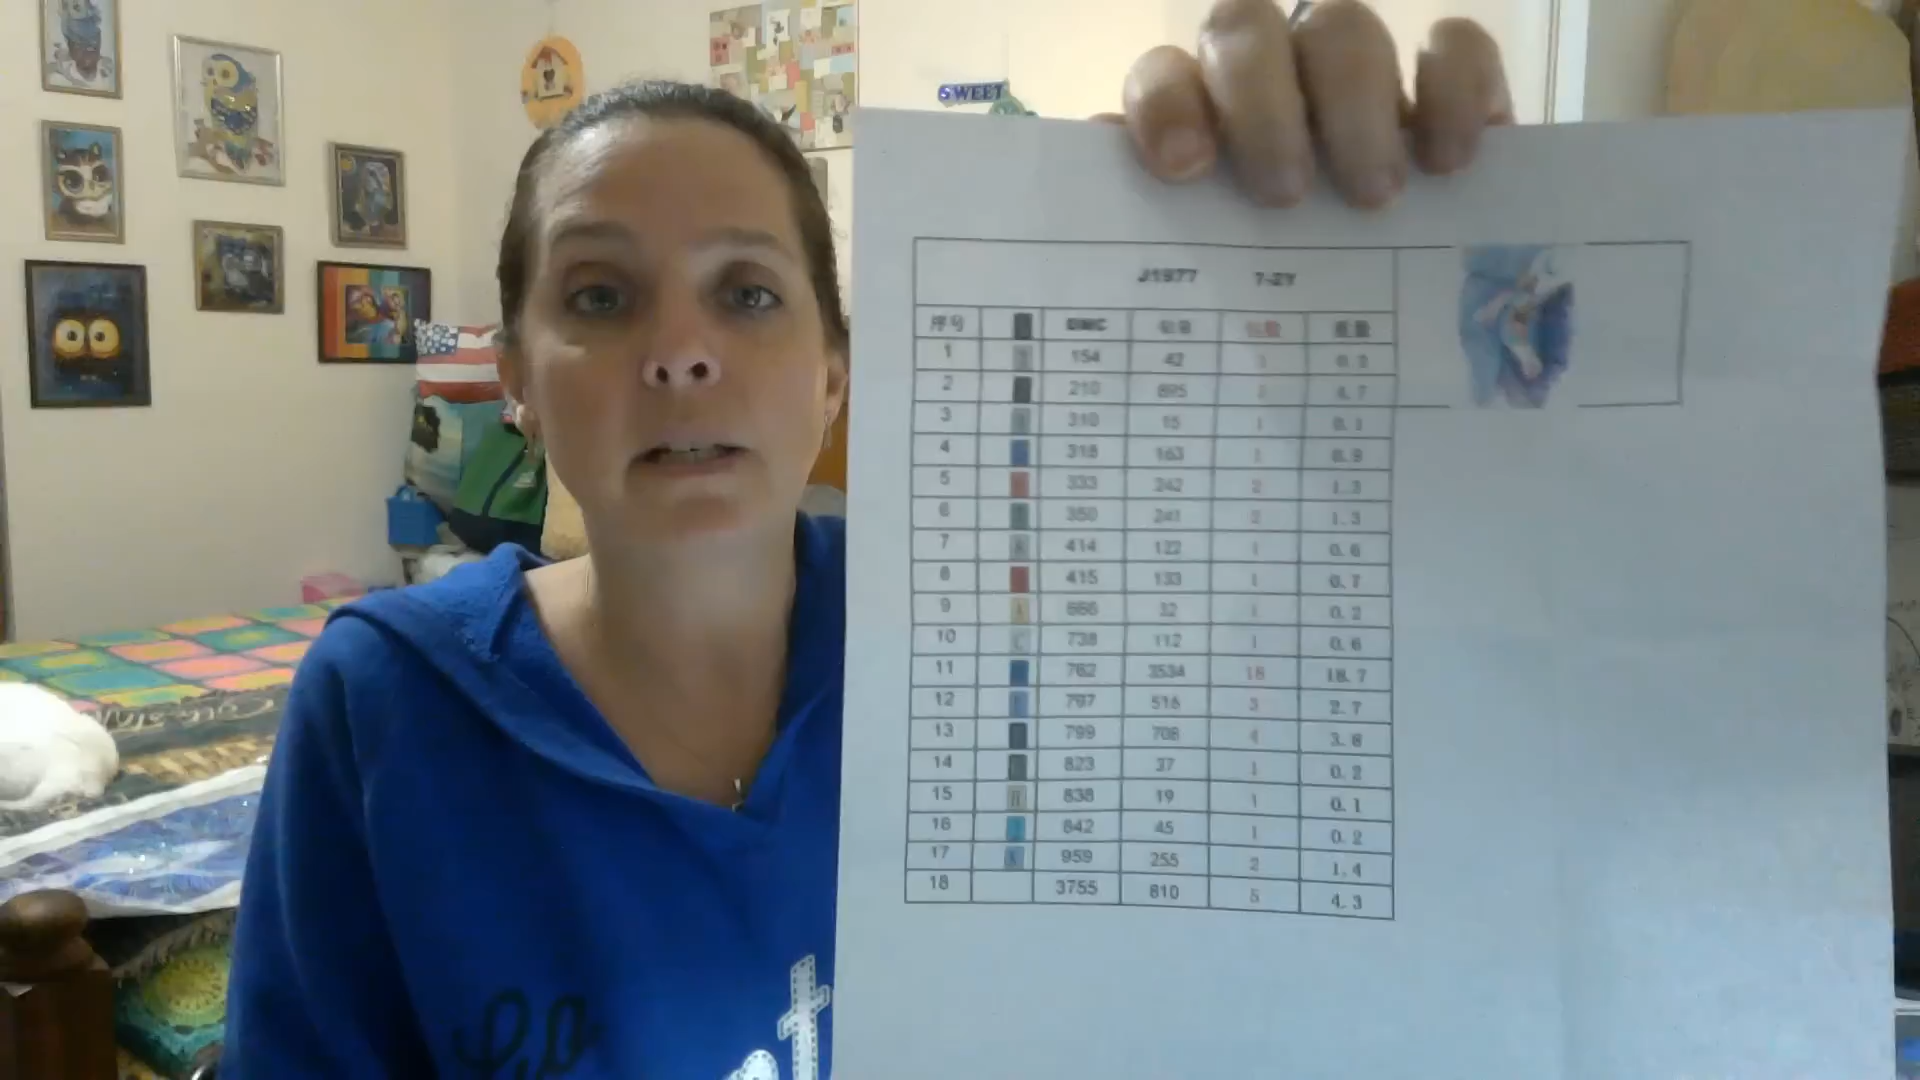 SWEET
J1977 7-2Y
序号 DMC
1 154 42 1 0.2
2 210 895 5 4.7
3 310 15 1 0.1
4 318 163 1 0.9
5 333 242 2 1.3
6 350 241 2 1.3
7 414 122 1 0.6
8 415 133 1 0.7
9 666 32 1 0.2
10 C 738 112 1 0.6
11 762 3534 18 18.7
12 797 516 3 2.7
13 799 708 4 3.8
14 823 37 1 0.2
15 838 19 1 0.1
16 842 45 1 0.2
17 959 255 2 1.4
18 3755 810 5 4.3